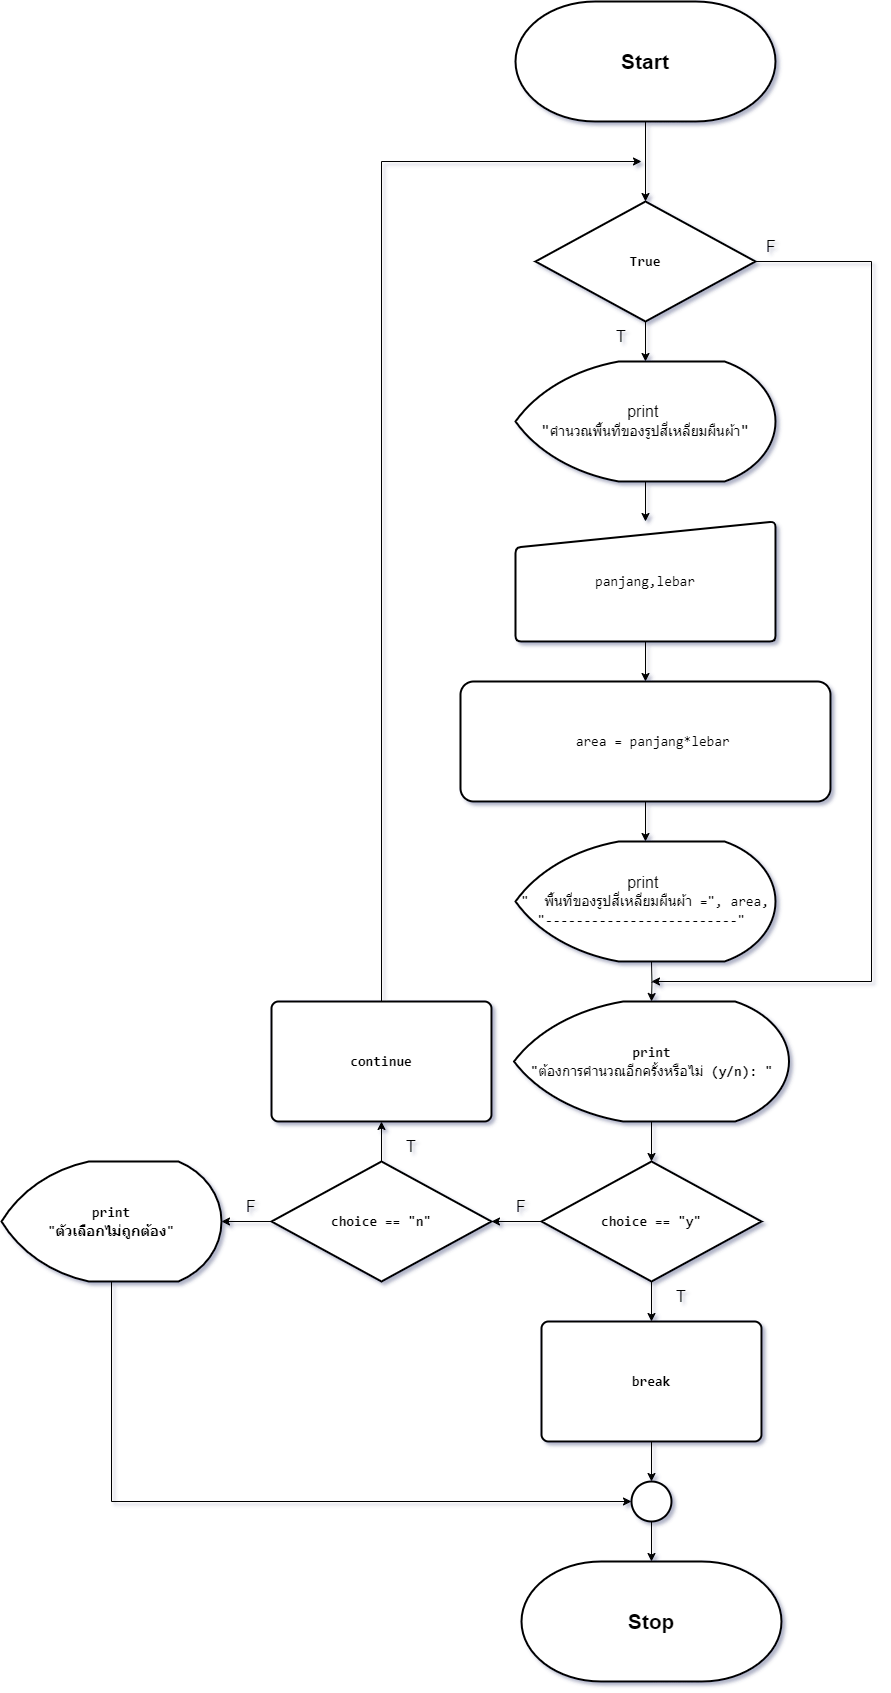 Start
True
F
T
print
"คำนวณพื้นที่ของรูปสี่เหลี่ยมผืนผ้า"
panjang,lebar
area = panjang*lebar
print
"  พื้นที่ของรูปสี่เหลี่ยมผืนผ้า =", area,
"-------------------------"
continue
print
"ต้องการคำนวณอีกครั้งหรือไม่ (y/n): "
T
F
F
print
"ตัวเลือกไม่ถูกต้อง"
choice == "n"
choice == "y"
T
break
Stop